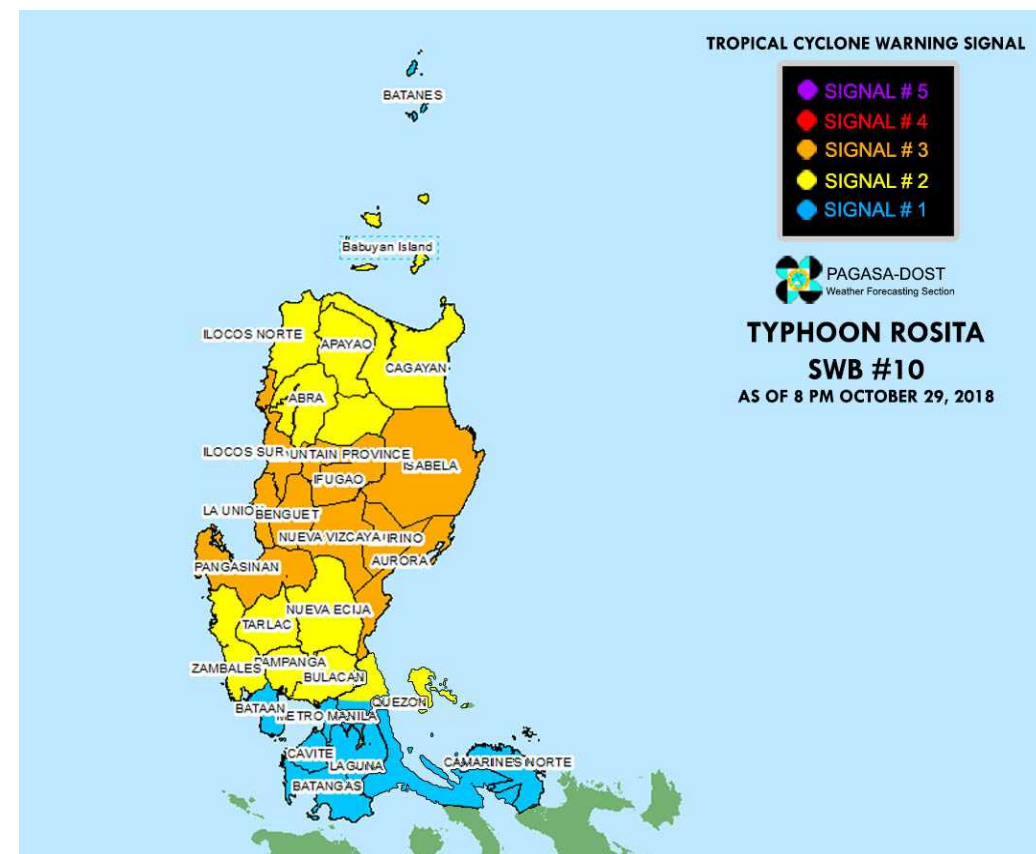 TROPICAL CYCLONE WARNING SIGNAL
SIGNAL # 5
SIGNAL # 4
SIGNAL # 3
SIGNAL # 2
SIGNAL # 1
PAGASA-DOST
Weather Forecasting Section
TYPHOON ROSITA
SWB #10
AS OF 8 PM OCTOBER 29, 2018
BATANES
Babuyan Island
ILOCOS NORTE
APAYAO
CAGAYAN
ABRA
ILOCOS SUR
UNTAIN PROVINCE
ISABELA
IFUGAO
LA UNION
BENGUET
NUEVA VIZCAYA
IRINO
AURORA
PANGASINAN
NUEVA ECIJA
TARLAC
ZAMBALES
PAMPANGA
BULACAN
QUEZON
BATAAN
METRO MANILA
CAVITE
LAGUNA
CAMARINES NORTE
BATANGAS